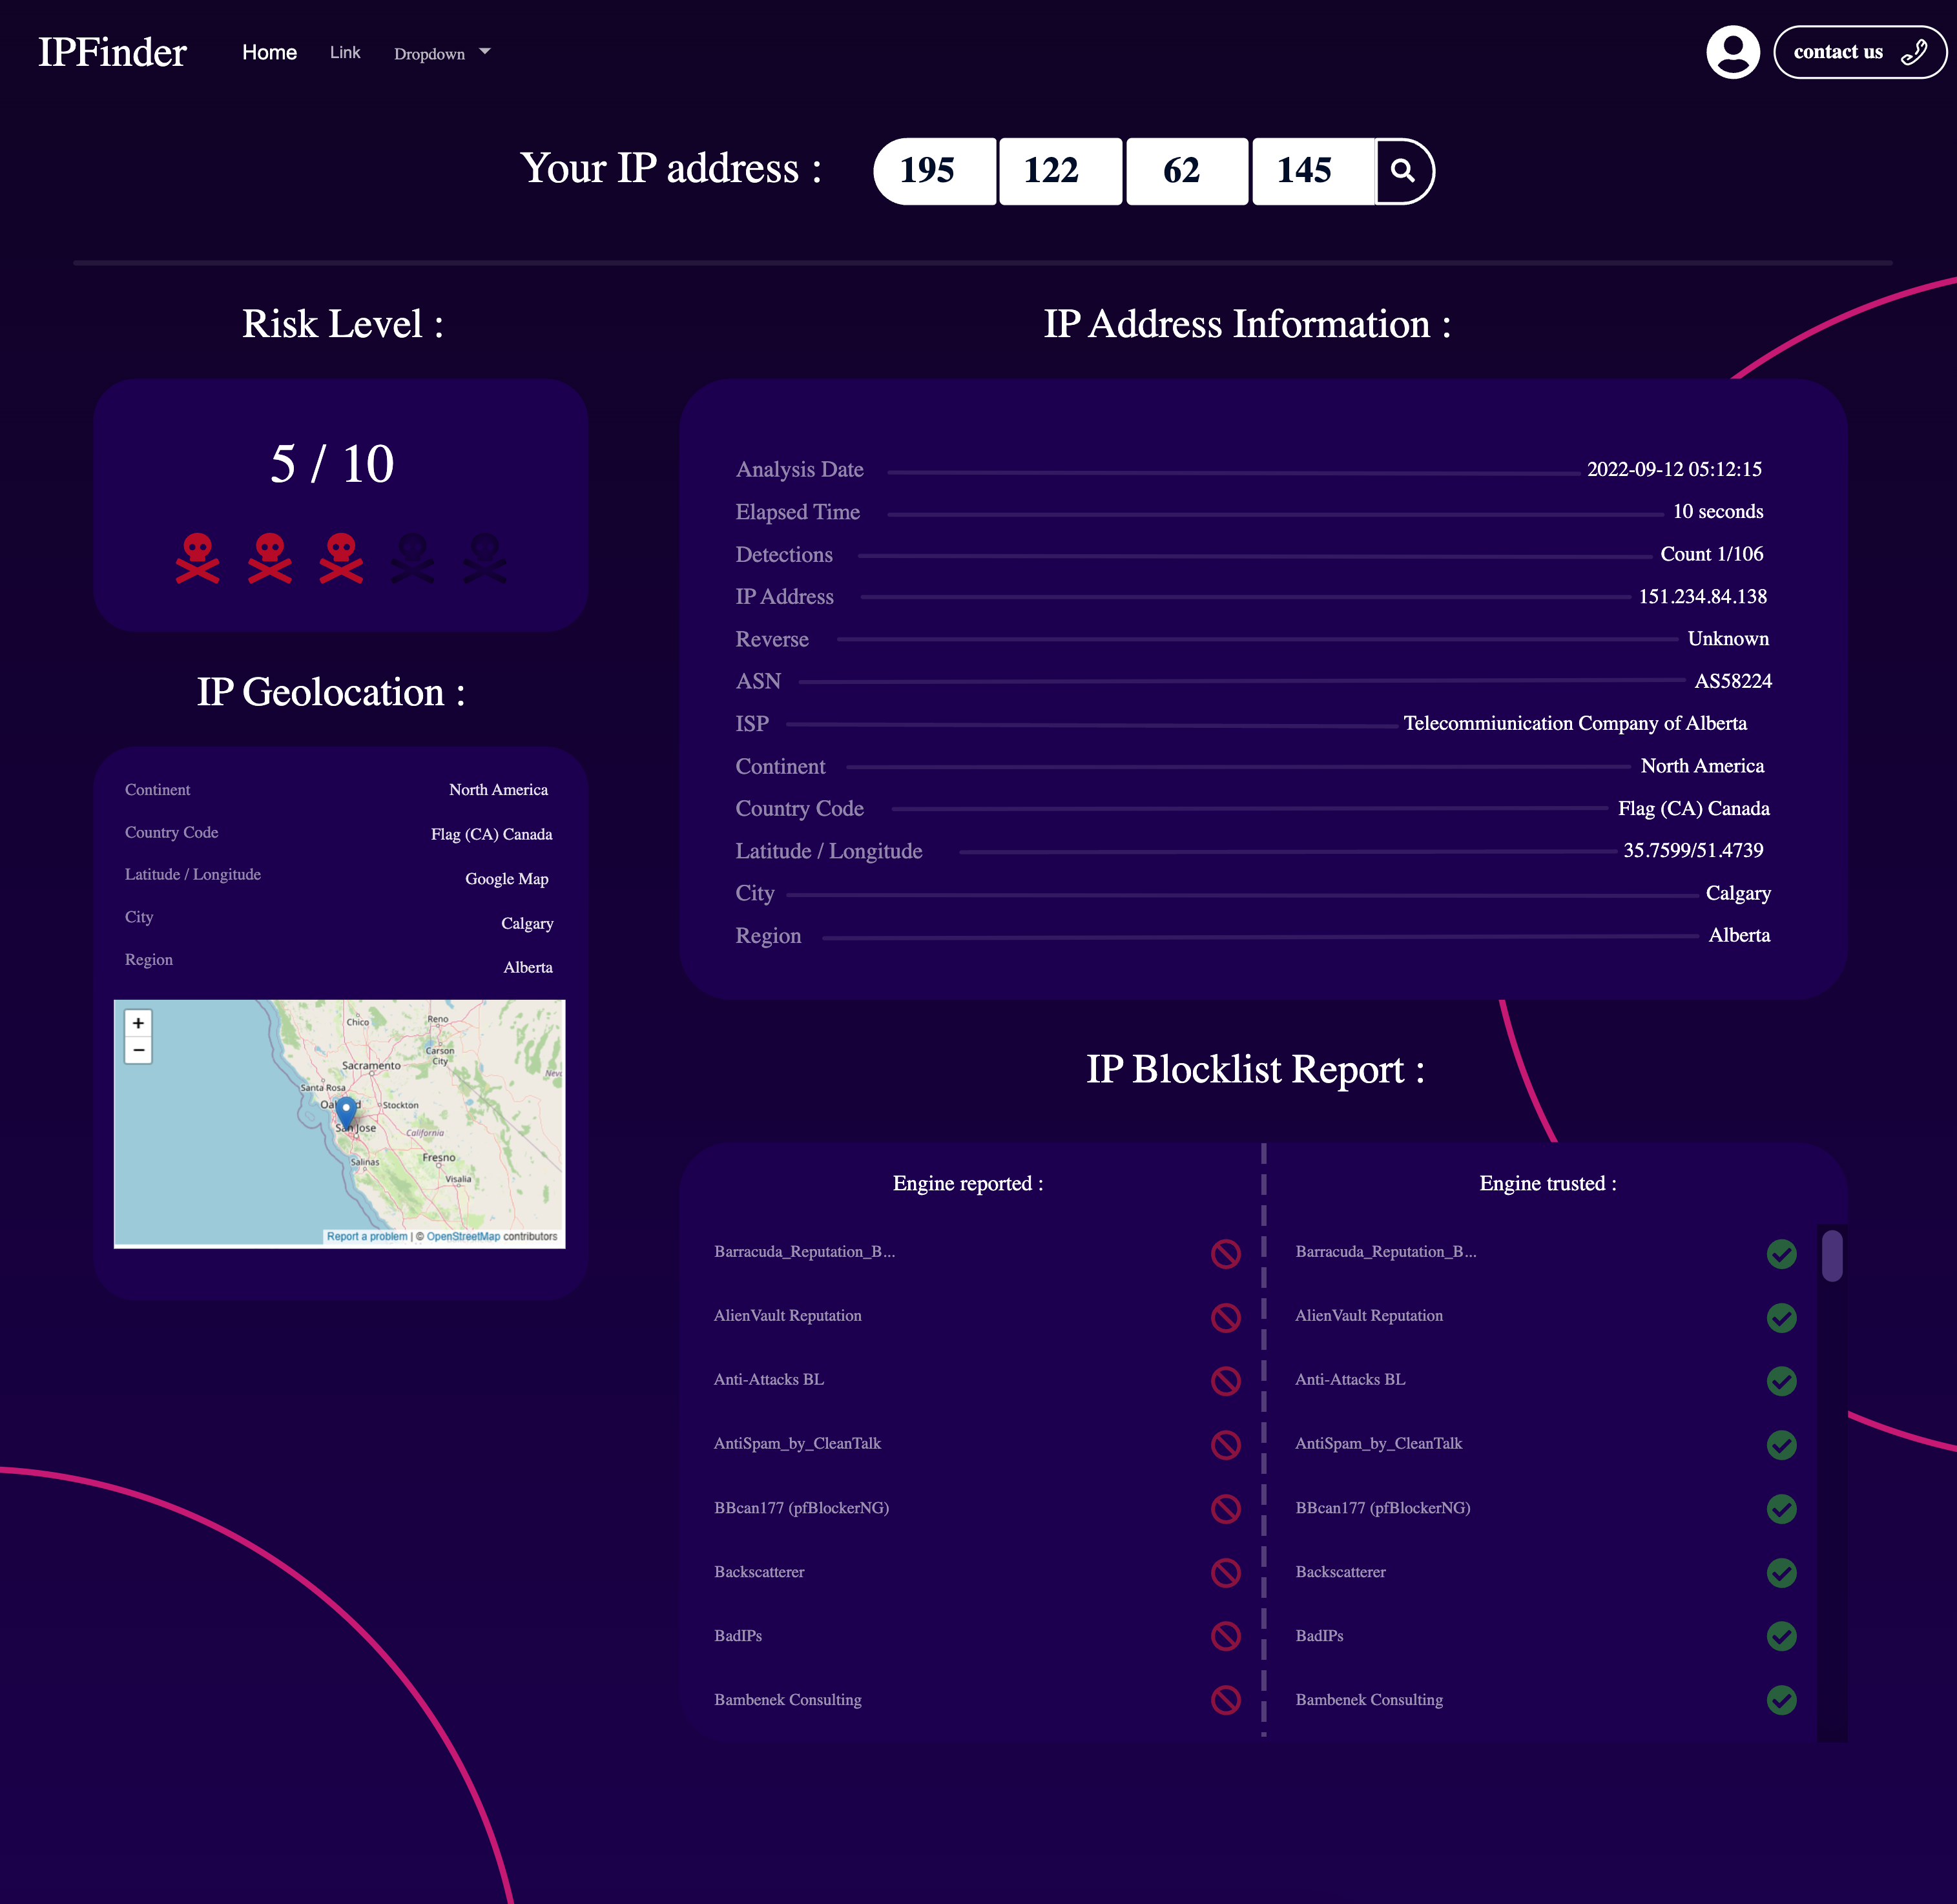 IPFinder Home Link Dropdown contact us
Your IP address : 195 122 62 145
Risk Level :
5 / 10
IP Geolocation :
Continent North America
Country Code Flag (CA) Canada
Latitude / Longitude Google Map
City Calgary
Region Alberta
+
−
Chico
Reno
Carson
City
Sacramento
Santa Rosa
Stockton
San Jose
California
Salinas
Fresno
Visalia
Report a problem | © OpenStreetMap contributors
IP Address Information :
Analysis Date 2022-09-12 05:12:15
Elapsed Time 10 seconds
Detections Count 1/106
IP Address 151.234.84.138
Reverse Unknown
ASN AS58224
ISP Telecommiunication Company of Alberta
Continent North America
Country Code Flag (CA) Canada
Latitude / Longitude 35.7599/51.4739
City Calgary
Region Alberta
IP Blocklist Report :
Engine reported :
Barracuda_Reputation_B...
AlienVault Reputation
Anti-Attacks BL
AntiSpam_by_CleanTalk
BBcan177 (pfBlockerNG)
Backscatterer
BadIPs
Bambenek Consulting
Engine trusted :
Barracuda_Reputation_B...
AlienVault Reputation
Anti-Attacks BL
AntiSpam_by_CleanTalk
BBcan177 (pfBlockerNG)
Backscatterer
BadIPs
Bambenek Consulting